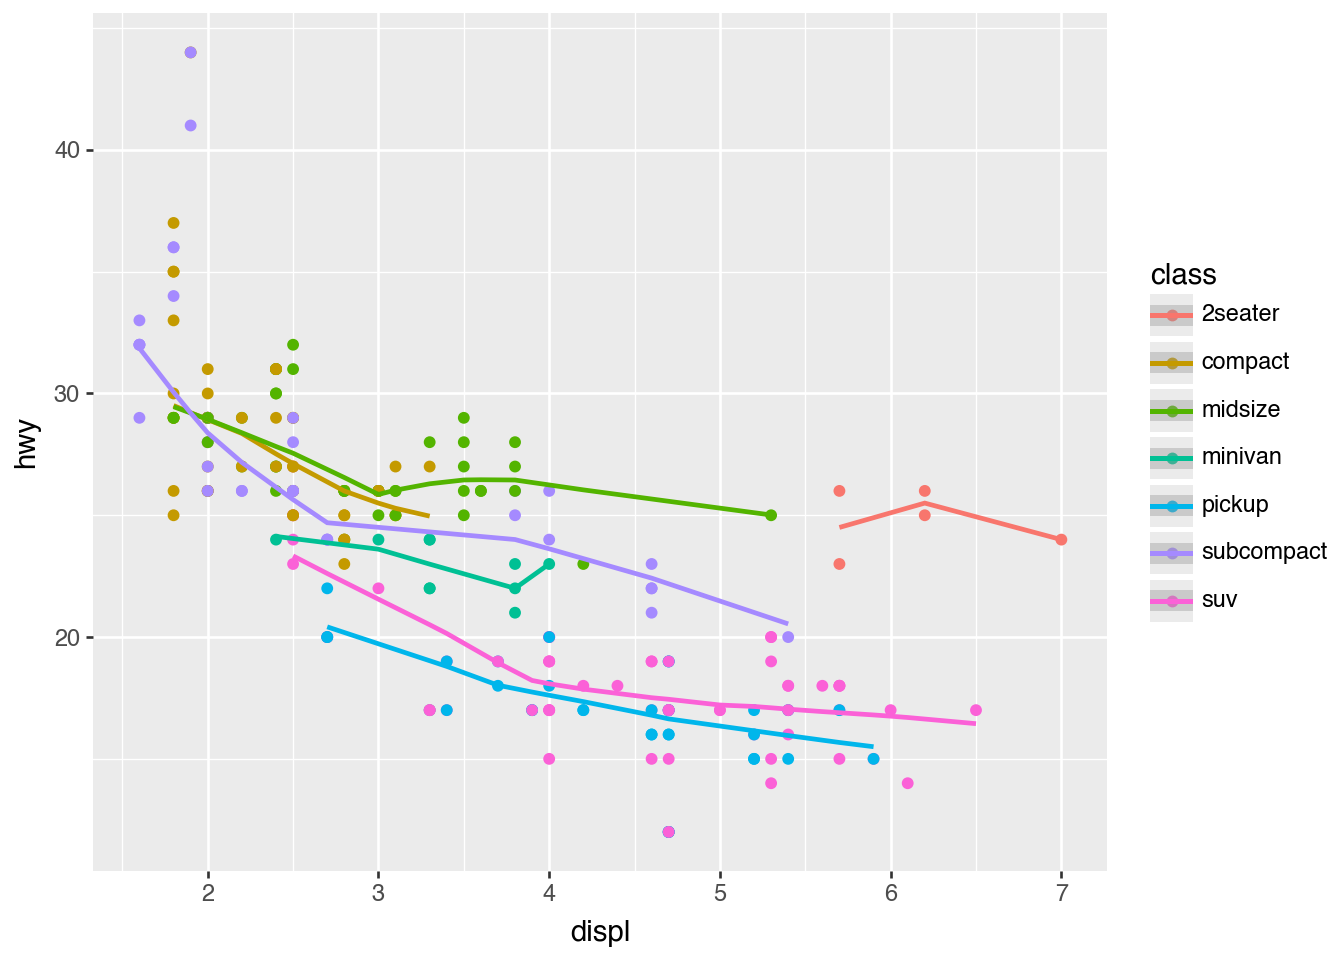 40
30
20
hwy
2
3
4
5
6
7
displ
class
2seater
compact
midsize
minivan
pickup
subcompact
suv